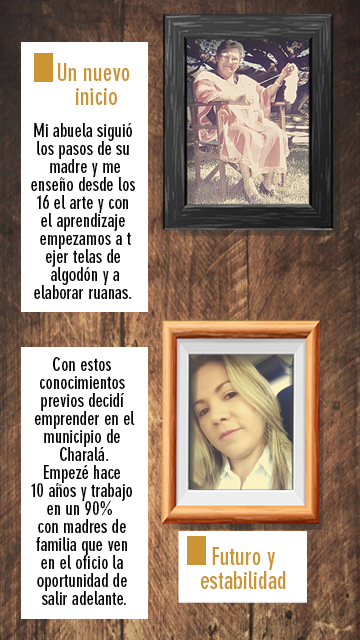 Un nuevo
inicio
Mi abuela siguió
los pasos de su
madre y me
enseño desde los
16 el arte y con
el aprendizaje
empezamos a t
ejer telas de
algodón y a
elaborar ruanas.
Con estos
conocimientos
previos decidí
emprender en el
municipio de
Charalá.
Empezé hace
10 años y trabajo
en un 90%
con madres de
familia que ven
en el oficio la
oportunidad de
salir adelante.
Futuro y
estabilidad